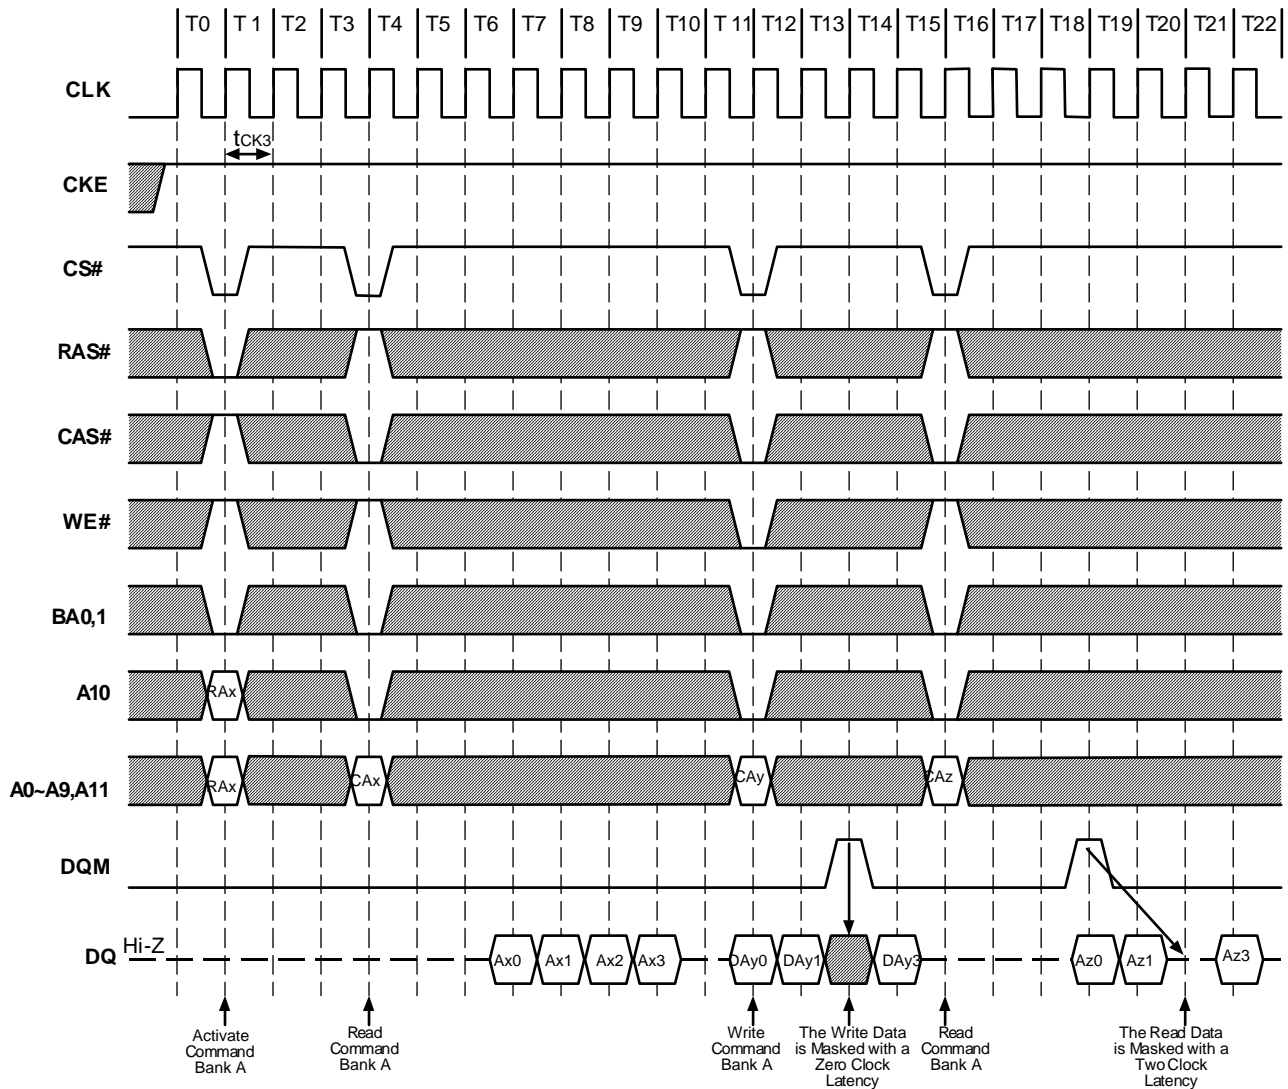 T0 T1 T2 T3 T4 T5 T6 T7 T8 T9 T10 T11 T12 T13 T14 T15 T16 T17 T18 T19 T20 T21 T22
CLK
tCK3
CKE
CS#
RAS#
CAS#
WE#
BA0,1
A10
RAx
A0~A9,A11
RAx CAx CAy CAz
DQM
DQ Hi-Z
Ax0 Ax1 Ax2 Ax3 DAy0 DAy1 DAy3 Az0 Az1 Az3
Activate
Command
Bank A
Read
Command
Bank A
Write
Command
Bank A
The Write Data
is Masked with a
Zero Clock
Latency
Read
Command
Bank A
The Read Data
is Masked with a
Two Clock
Latency